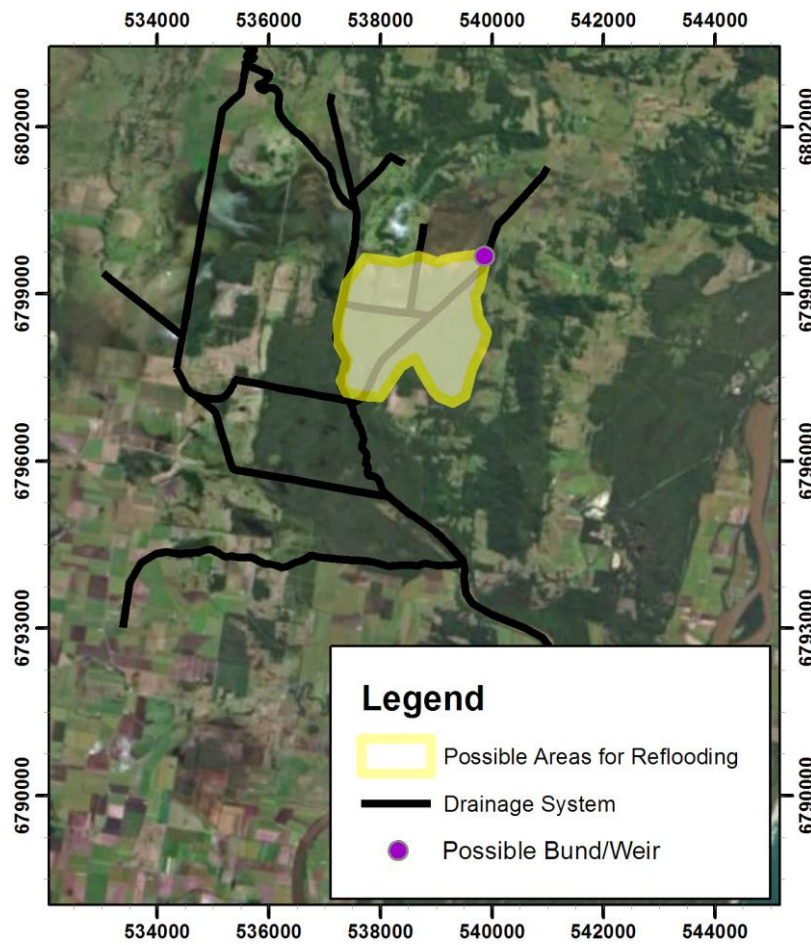 534000 536000 538000 540000 542000 544000
6802000 6802000
6799000 6799000
6796000 6796000
6793000 6793000
6790000 6790000
Legend
Possible Areas for Reflooding
Drainage System
Possible Bund/Weir
534000 536000 538000 540000 542000 544000